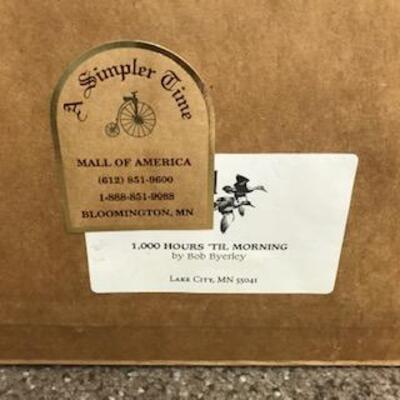 A Simpler Time
MALL OF AMERICA
(612) 851-9600
1-888-851-9088
BLOOMINGTON, MN
1,000 HOURS 'TIL MORNING
by Bob Byerley
LAKE CITY, MN 55041